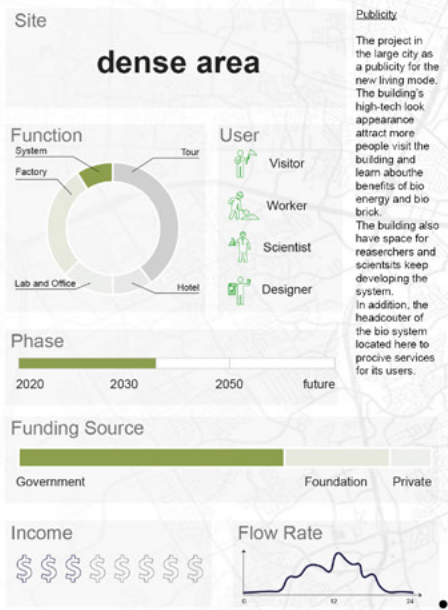 Site
dense area
Function
System
Tour
Factory
Lab and Office
Hotel
User
Visitor
Worker
Scientist
Designer
Phase
2020 2030 2050 future
Funding Source
Government Foundation Private
Income
$ $ $ $ $ $ $ $
Flow Rate
0 12 24
Publicity
The project in
the large city as
a publicity for the
new living mode.
The building's
high-tech look
appearance
attract more
people visit the
building and
learn abouthe
benefits of bio
energy and bio
brick.
The building also
have space for
reaserchers and
scientsits keep
developing the
system.
In addition, the
headcouter of
the bio system
located here to
procive services
for its users.